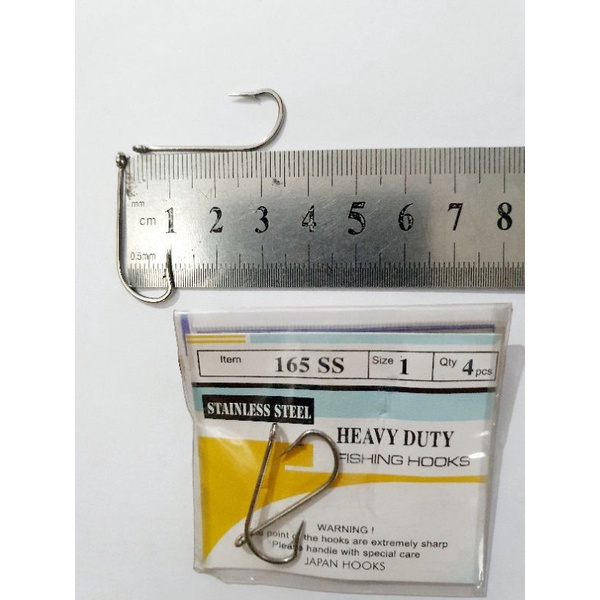 mm
cm 1 2 3 4 5 6 7 8
0.5mm
Item 165 SS Size 1 Qty 4 pcs
STAINLESS STEEL
HEAVY DUTY
FISHING HOOKS
WARNING !
point of the hooks are extremely sharp
Please handle with special care
JAPAN HOOKS